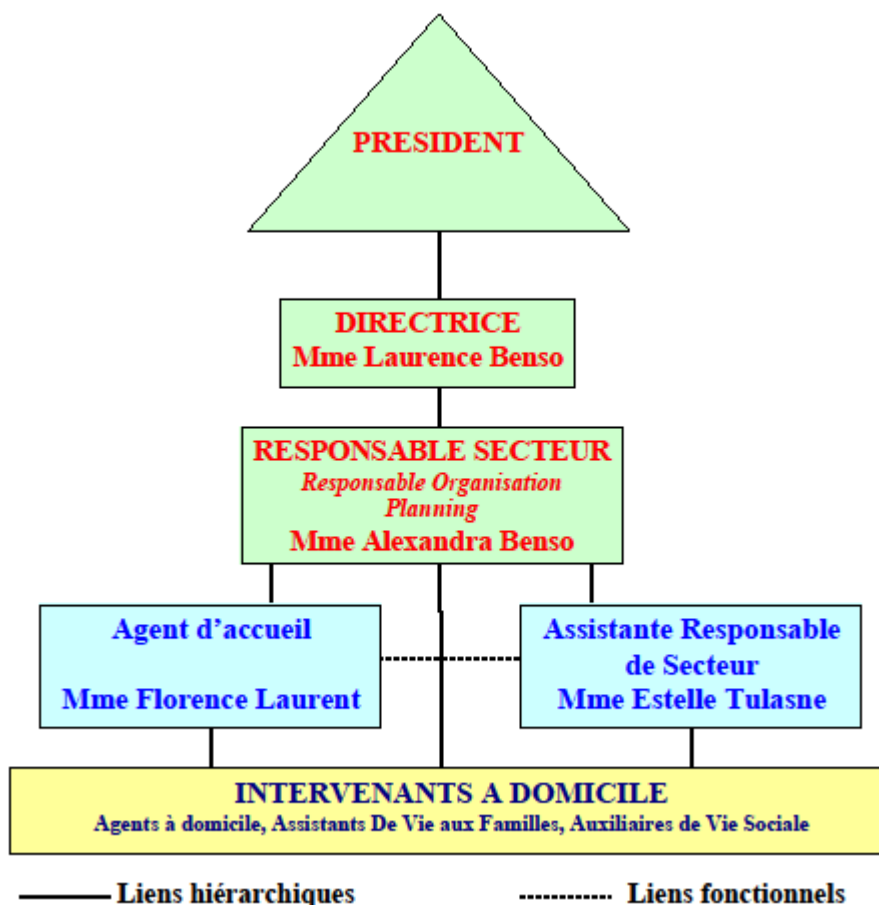 PRESIDENT
DIRECTRICE
Mme Laurence Benso
RESPONSABLE SECTEUR
Responsable Organisation
Planning
Mme Alexandra Benso
Agent d'accueil
Mme Florence Laurent
Assistante Responsable
de Secteur
Mme Estelle Tulasne
INTERVENANTS A DOMICILE
Agents à domicile, Assistants De Vie aux Familles, Auxiliaires de Vie Sociale
Liens hiérarchiques
Liens fonctionnels